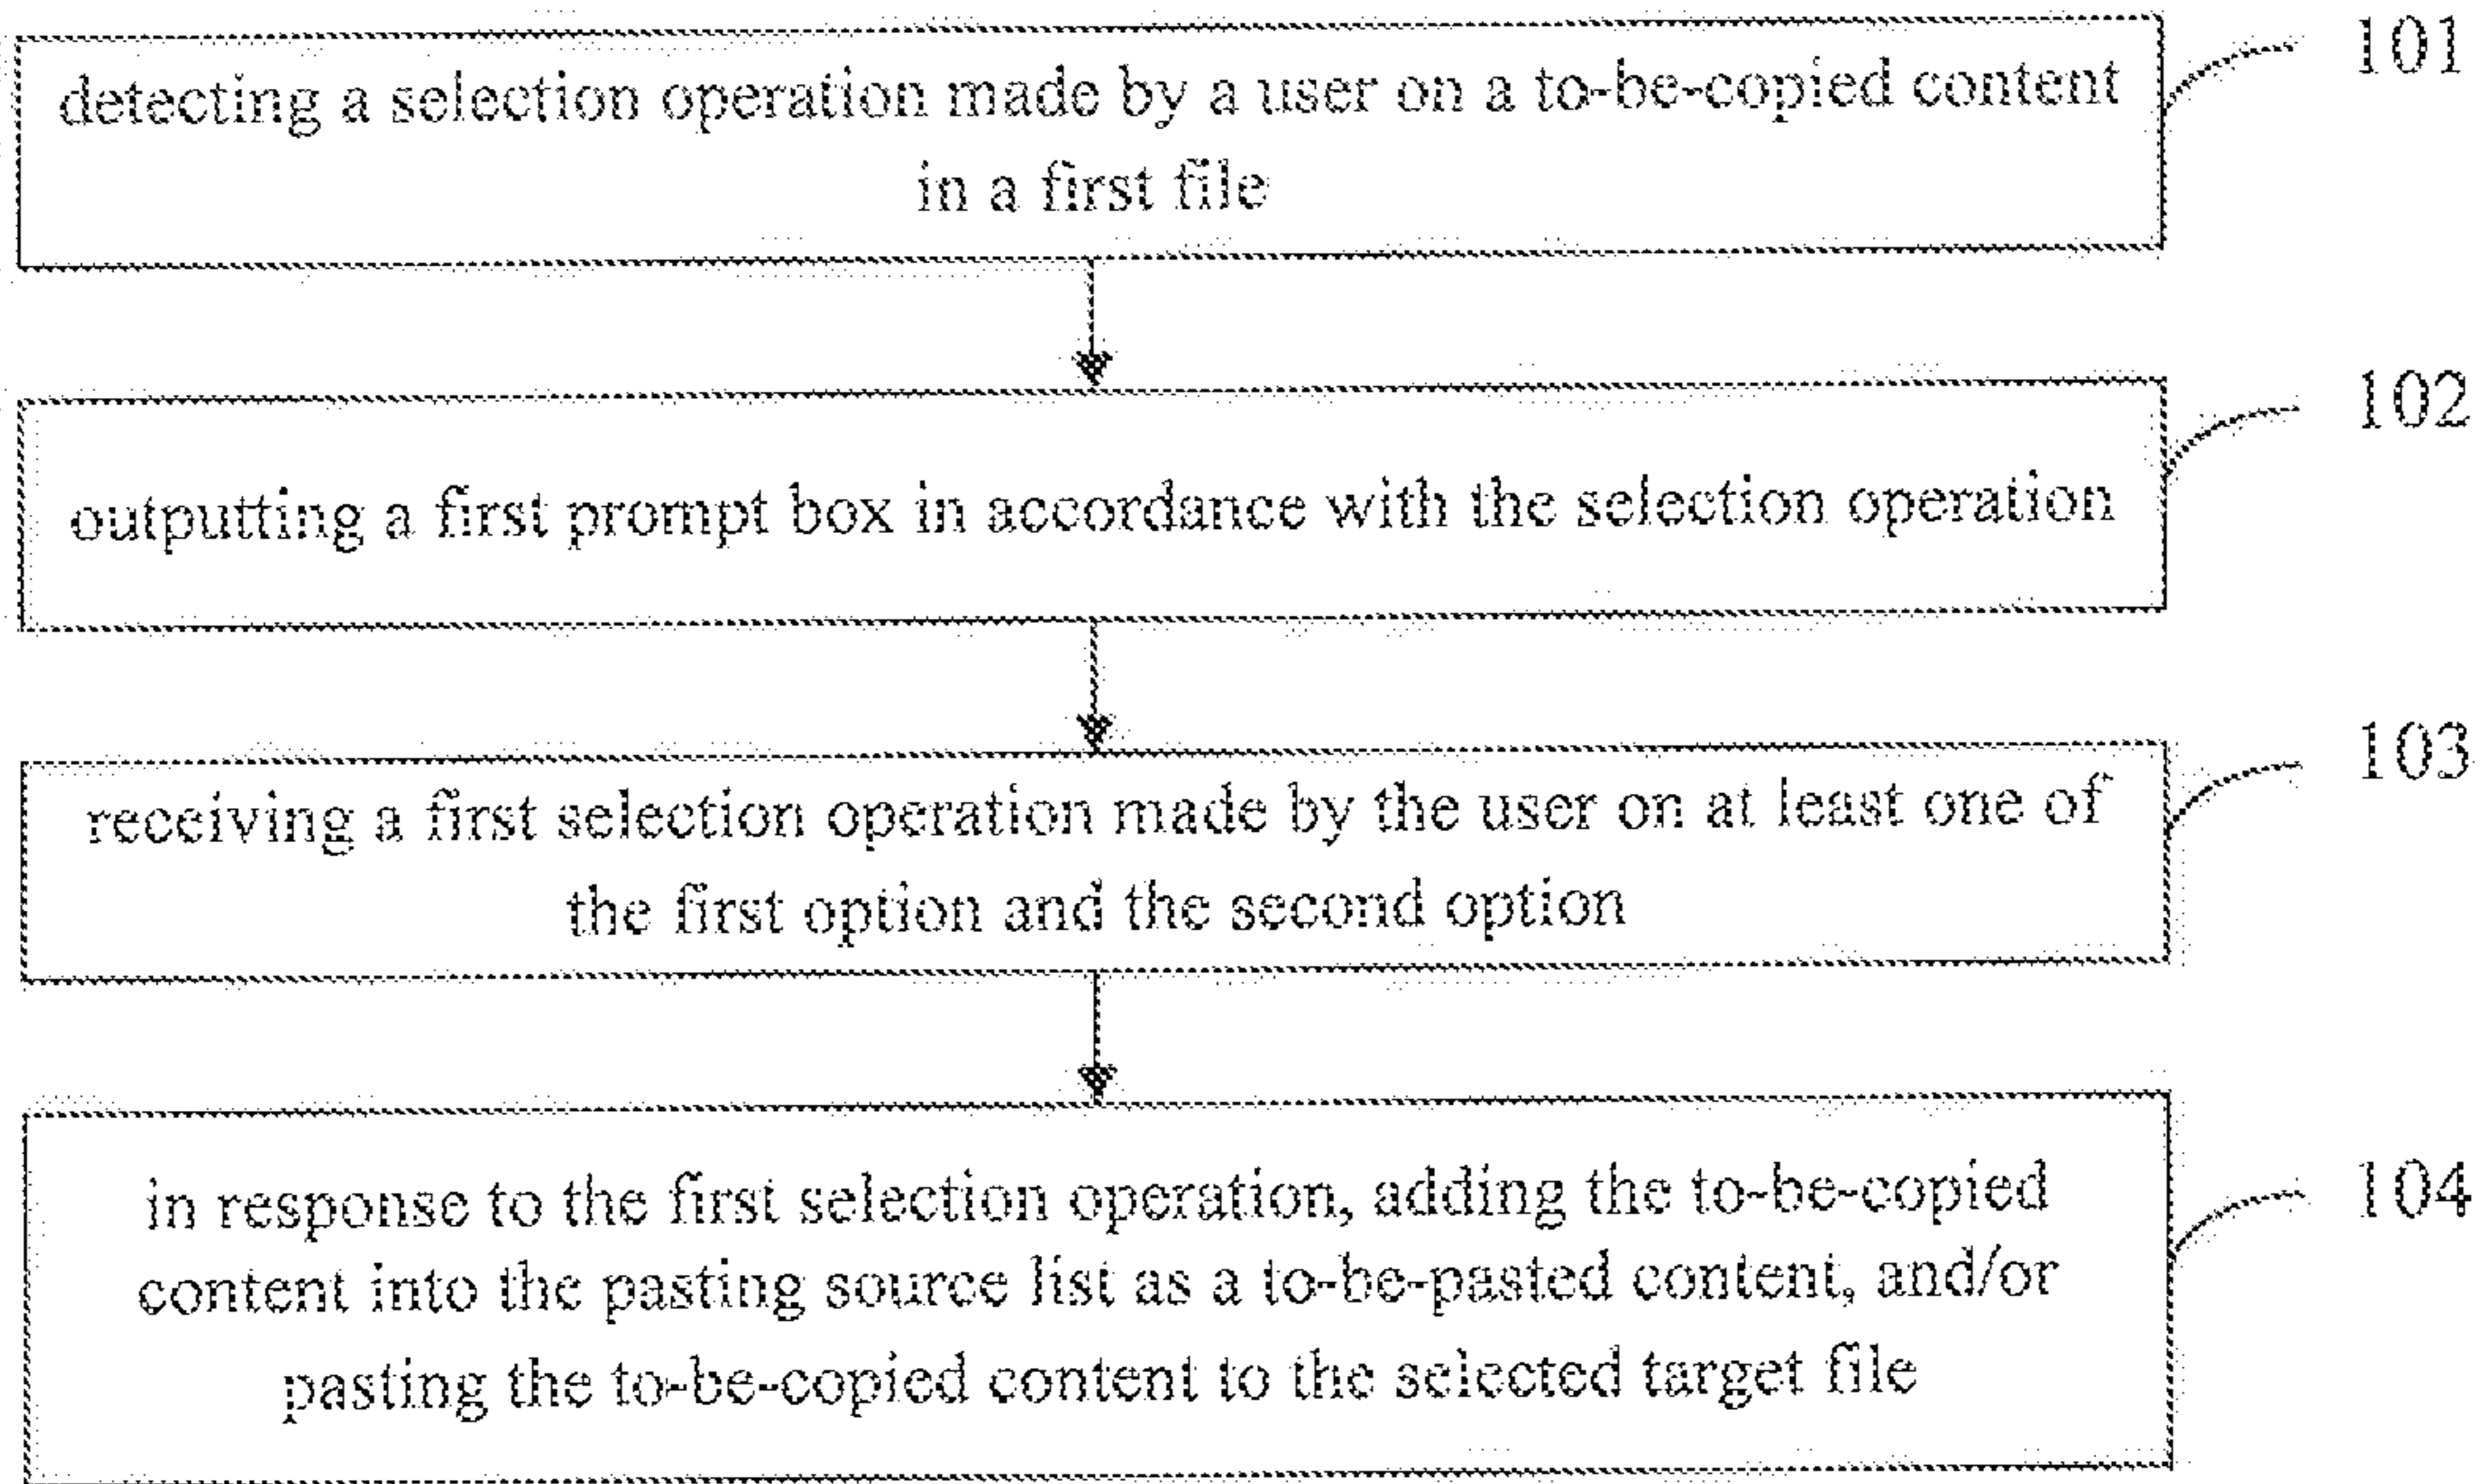 detecting a selection operation made by a user on a to-be-copied content
in a first file
101
outputting a first prompt box in accordance with the selection operation
102
receiving a first selection operation made by the user on at least one of
the first option and the second option
103
in response to the first selection operation, adding the to-be-copied
content into the pasting source list as a to-be-pasted content, and/or
pasting the to-be-copied content to the selected target file
104